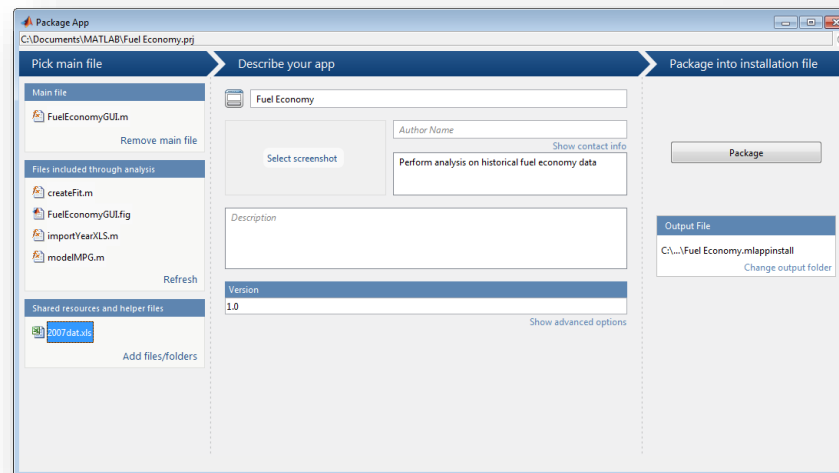 Package App
C:\Documents\MATLAB\Fuel Economy.prj
Pick main file
Describe your app
Package into installation file
Main file
FuelEconomyGUI.m
Remove main file
Files included through analysis
createFit.m
FuelEconomyGUI.fig
importYearXLS.m
modelMPG.m
Refresh
Shared resources and helper files
2007dat.xls
Add files/folders
Fuel Economy
Select screenshot
Author Name
Show contact info
Perform analysis on historical fuel economy data
Description
Version
1.0
Show advanced options
Package
Output File
C:\...\Fuel Economy.mlappinstall
Change output folder